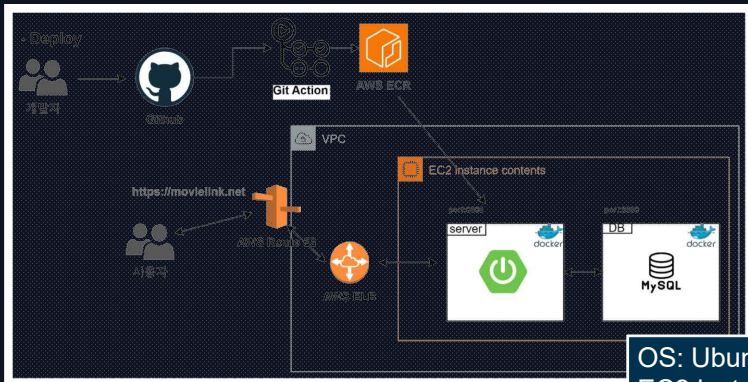 - Deploy
개발자
Github
Git Action
AWS ECR
VPC
EC2 instance contents
https://movielink.net
사용자
AWS Route 53
AWS ELB
server
docker
DB
docker
MySQL
OS: Ubun